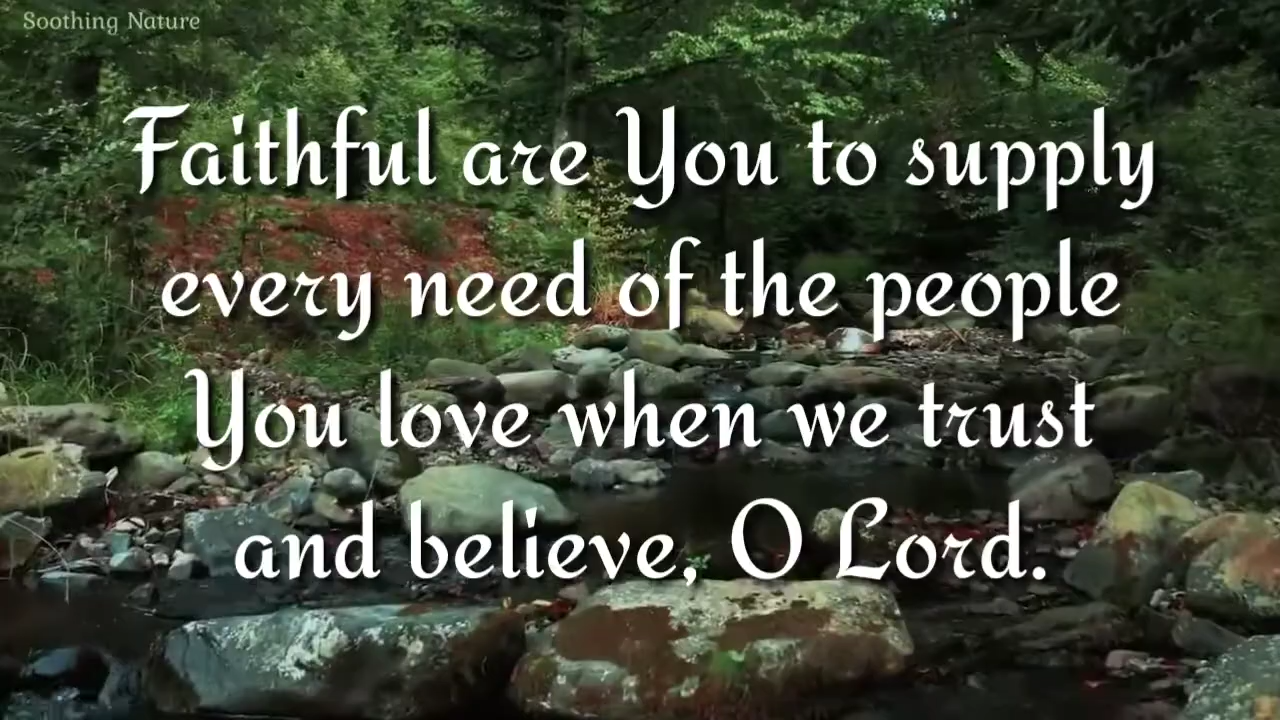 Soothing Nature
Faithful are You to supply
every need of the people
You love when we trust
and believe, O Lord.